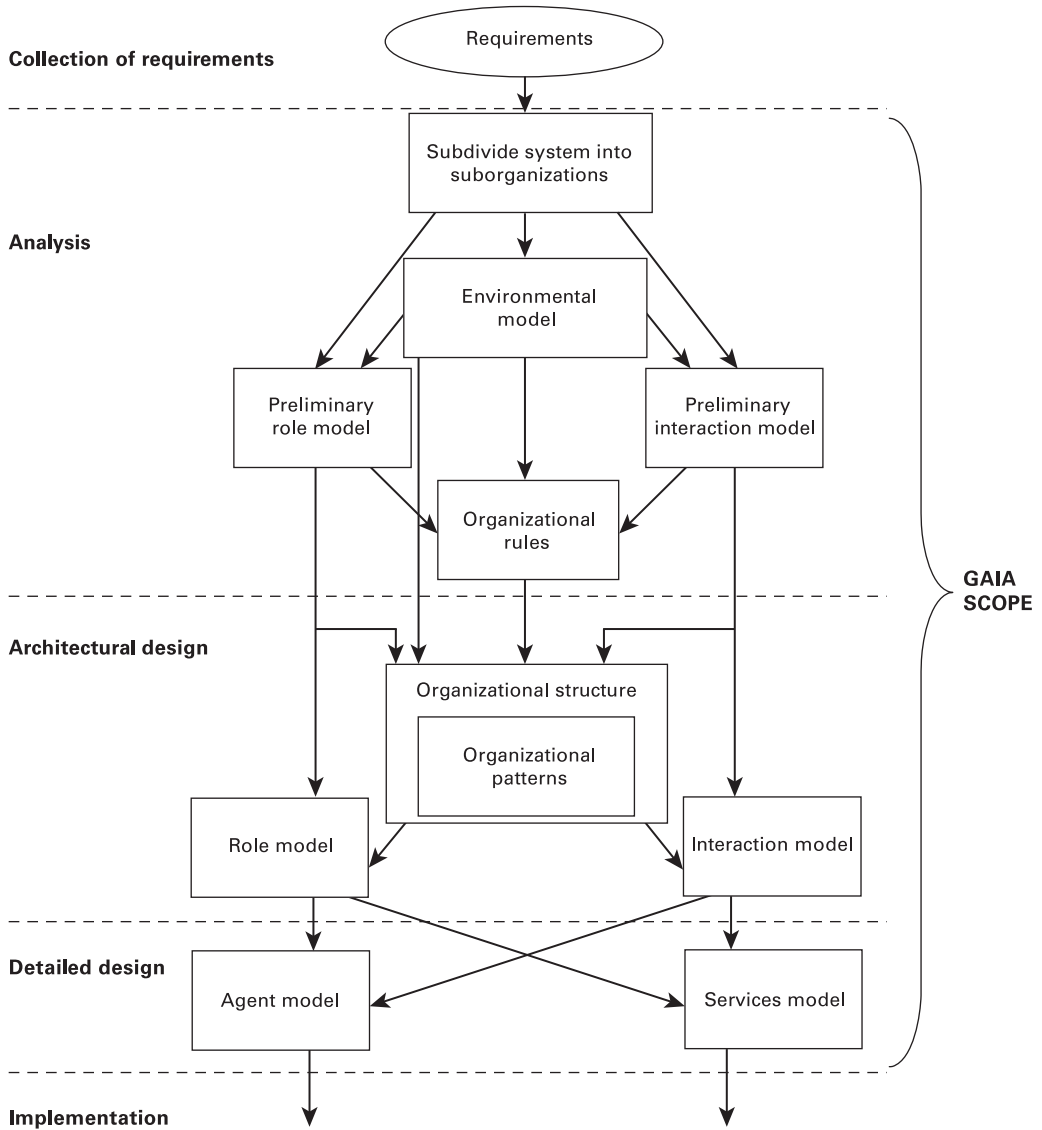 Requirements
Collection of requirements
Subdivide system into
suborganizations
Analysis
Environmental
model
Preliminary
role model
Preliminary
interaction model
Organizational
rules
GAIA
SCOPE
Architectural design
Organizational structure
Organizational
patterns
Role model
Interaction model
Detailed design
Agent model
Services model
Implementation